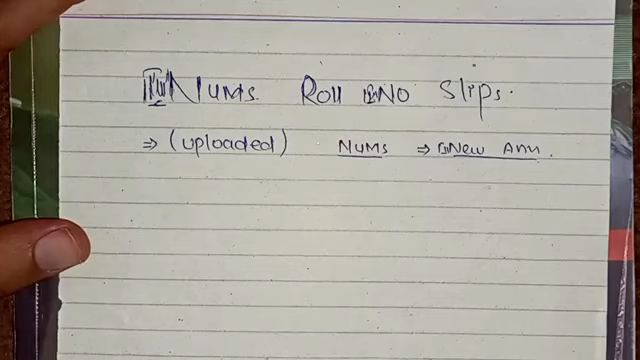 NUMS Roll NO Slips.
⇒ (uploaded) NUMS ⇒ New Ann.